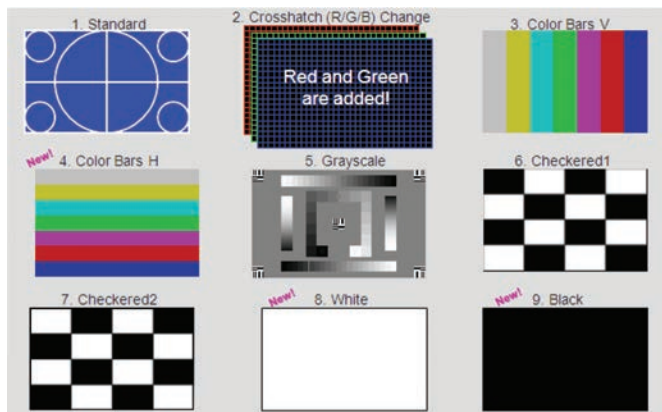 1. Standard
2. Crosshatch (R/G/B) Change
3. Color Bars V
Red and Green
are added!
New!
4. Color Bars H
5. Grayscale
6. Checkered1
7. Checkered2
New!
8. White
New!
9. Black